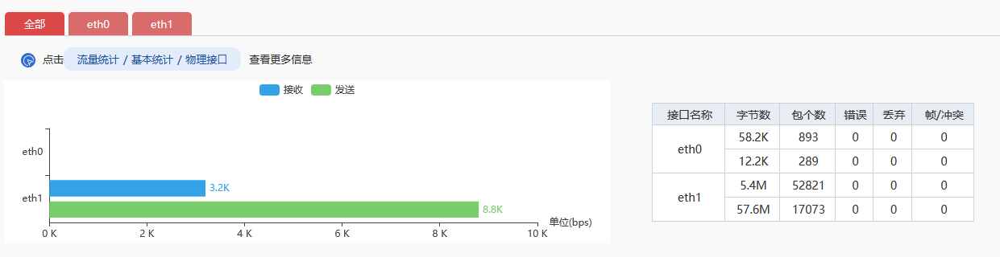 全部 eth0 eth1
点击 流量统计 / 基本统计 / 物理接口 查看更多信息
接收 发送
eth0
3.2K
eth1
8.8K
单位(bps)
0 K 2 K 4 K 6 K 8 K 10 K
接口名称 字节数 包个数 错误 丢弃 帧/冲突
eth0 58.2K 893 0 0 0
12.2K 289 0 0 0
eth1 5.4M 52821 0 0 0
57.6M 17073 0 0 0